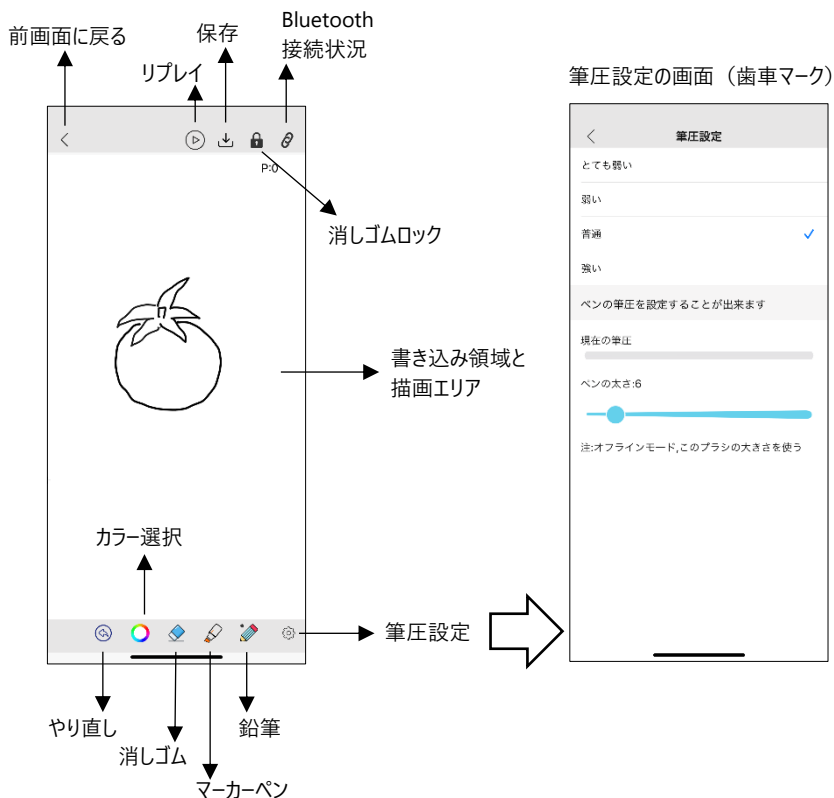 Bluetooth
接続状況
保存
前画面に戻る
リプレイ
P:0
消しゴムロック
書き込み領域と
描画エリア
カラー選択
筆圧設定
やり直し
鉛筆
消しゴム
マーカーペン
筆圧設定の画面（歯車マーク）
筆圧設定
とても弱い
弱い
普通
強い
ペンの筆圧を設定することが出来ます
現在の筆圧
ペンの太さ:6
注:オフラインモード,このブラシの大きさを使う